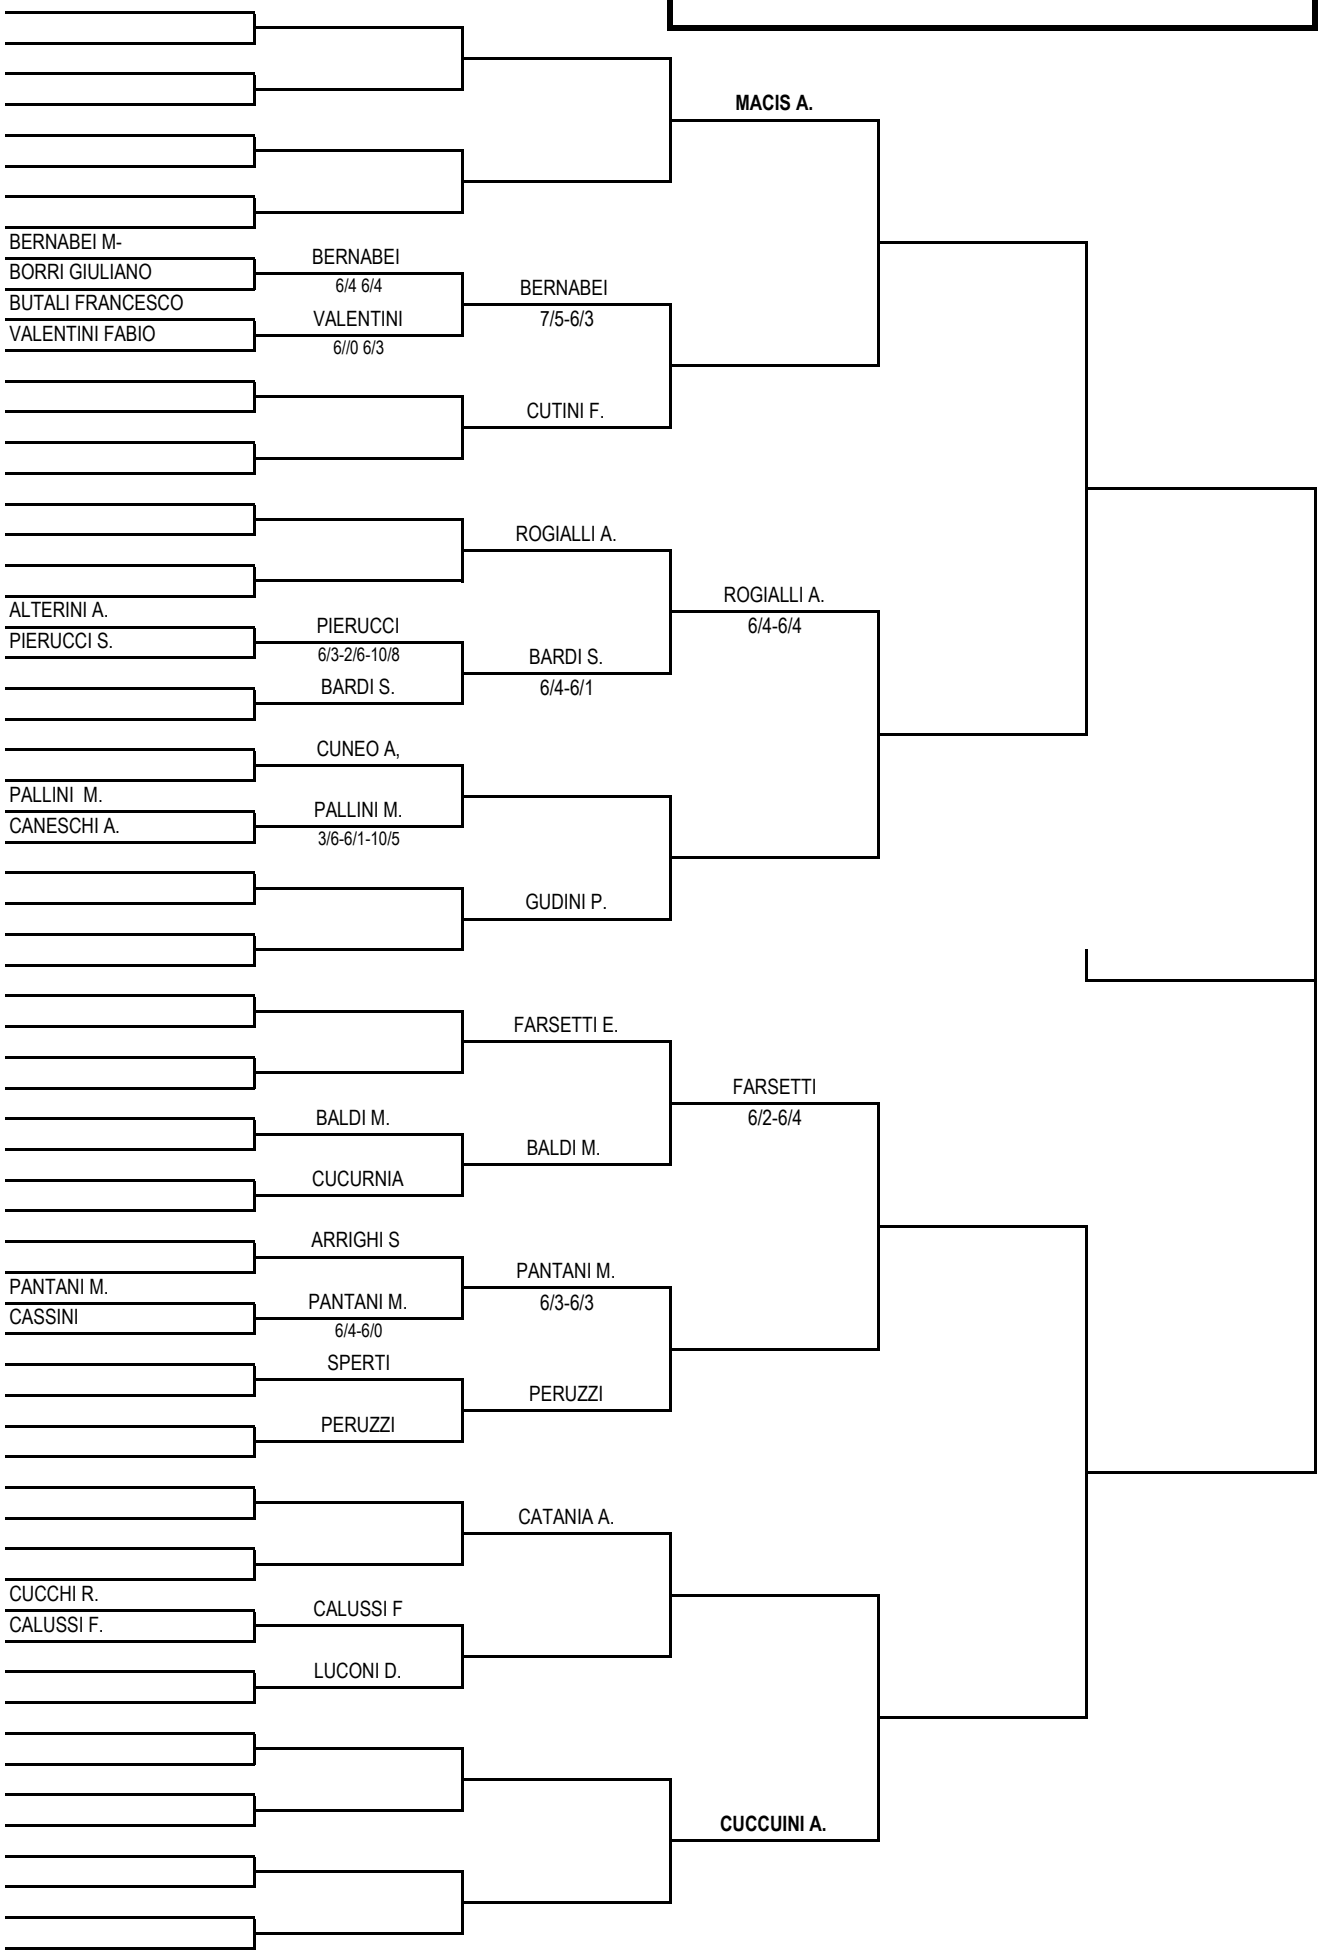 MACIS A.
BERNABEI M-
BERNABEI
BORRI GIULIANO
6/4 6/4
BERNABEI
BUTALI FRANCESCO
VALENTINI
7/5-6/3
VALENTINI FABIO
6//0 6/3
CUTINI F.
ROGIALLI A.
ROGIALLI A.
ALTERINI A.
PIERUCCI
6/4-6/4
PIERUCCI S.
6/3-2/6-10/8
BARDI S.
BARDI S.
6/4-6/1
CUNEO A,
PALLINI  M.
PALLINI M.
CANESCHI A.
3/6-6/1-10/5
GUDINI P.
FARSETTI E.
FARSETTI
BALDI M.
6/2-6/4
BALDI M.
CUCURNIA
ARRIGHI S
PANTANI M.
PANTANI M.
PANTANI M.
6/3-6/3
CASSINI
6/4-6/0
SPERTI
PERUZZI
PERUZZI
CATANIA A.
CUCCHI R.
CALUSSI F
CALUSSI F.
LUCONI D.
CUCCUINI A.